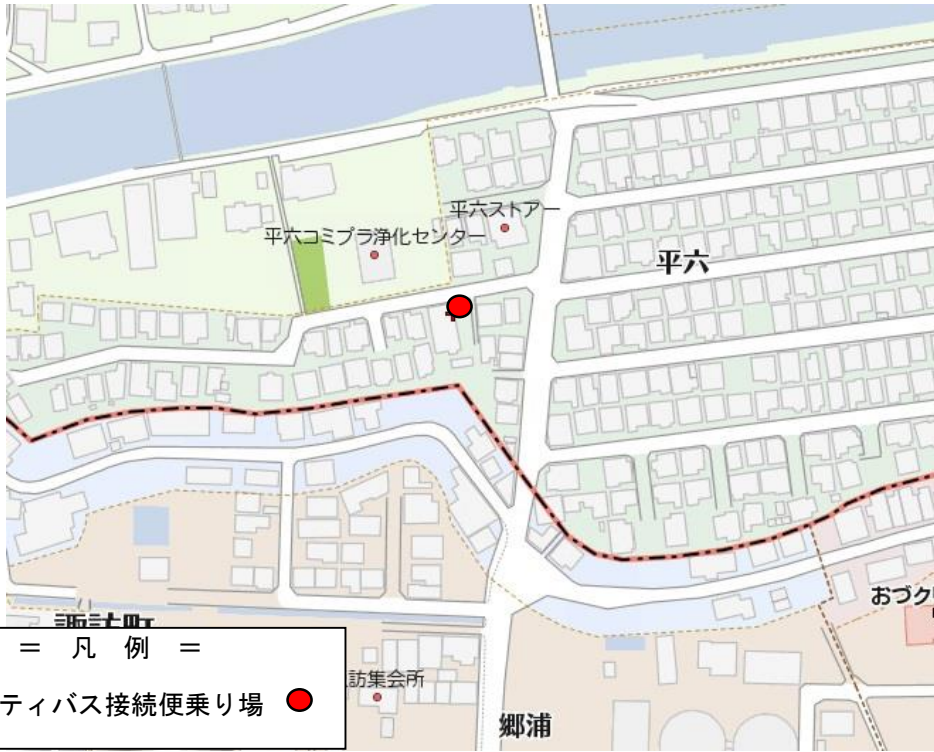 平六ストアー
平六コミプラ浄化センター
平六
おづク
諏訪町
= 凡 例 =
ティバス接続便乗り場
訪集会所
郷浦